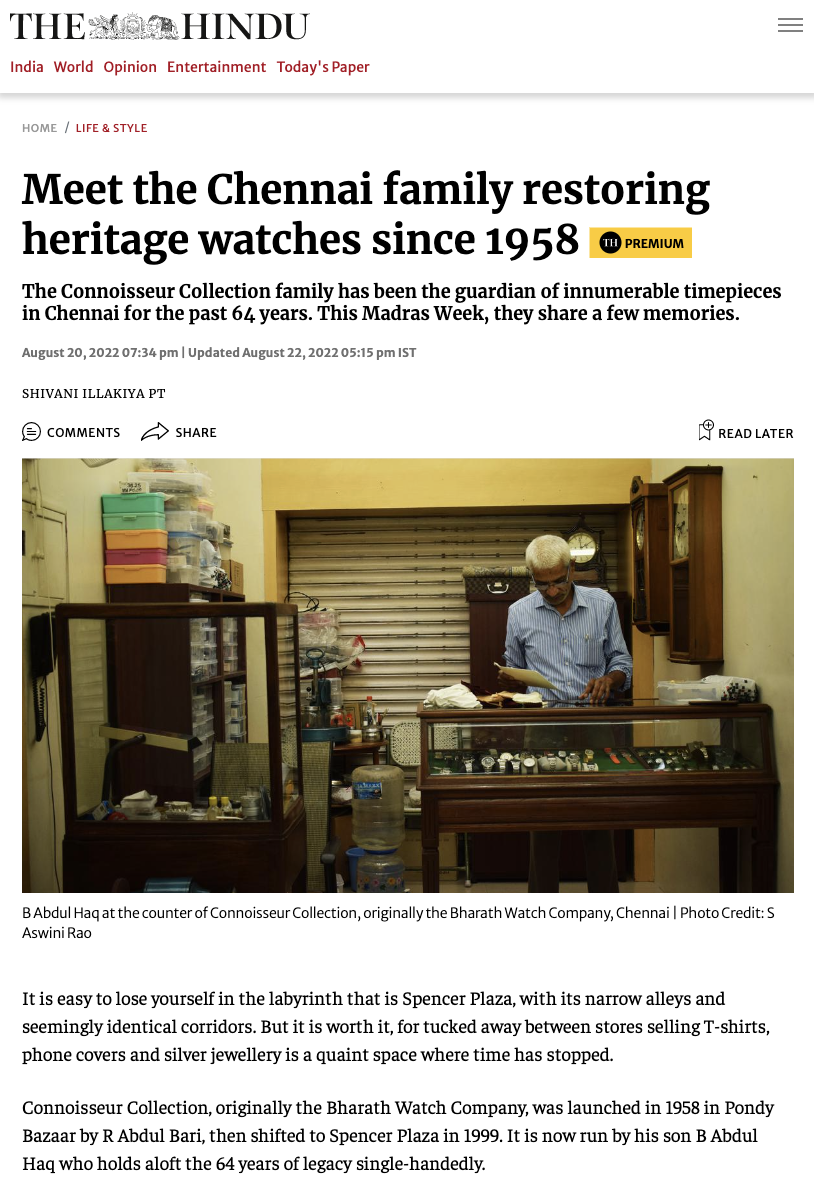 THE HINDU
India World Opinion Entertainment Today's Paper
HOME / LIFE & STYLE
Meet the Chennai family restoring
heritage watches since 1958 TH PREMIUM
The Connoisseur Collection family has been the guardian of innumerable timepieces
in Chennai for the past 64 years. This Madras Week, they share a few memories.
August 20, 2022 07:34 pm | Updated August 22, 2022 05:15 pm IST
SHIVANI ILLAKIYA PT
COMMENTS SHARE READ LATER
B Abdul Haq at the counter of Connoisseur Collection, originally the Bharath Watch Company, Chennai | Photo Credit: S
Aswini Rao
It is easy to lose yourself in the labyrinth that is Spencer Plaza, with its narrow alleys and
seemingly identical corridors. But it is worth it, for tucked away between stores selling T-shirts,
phone covers and silver jewellery is a quaint space where time has stopped.
Connoisseur Collection, originally the Bharath Watch Company, was launched in 1958 in Pondy
Bazaar by R Abdul Bari, then shifted to Spencer Plaza in 1999. It is now run by his son B Abdul
Haq who holds aloft the 64 years of legacy single-handedly.